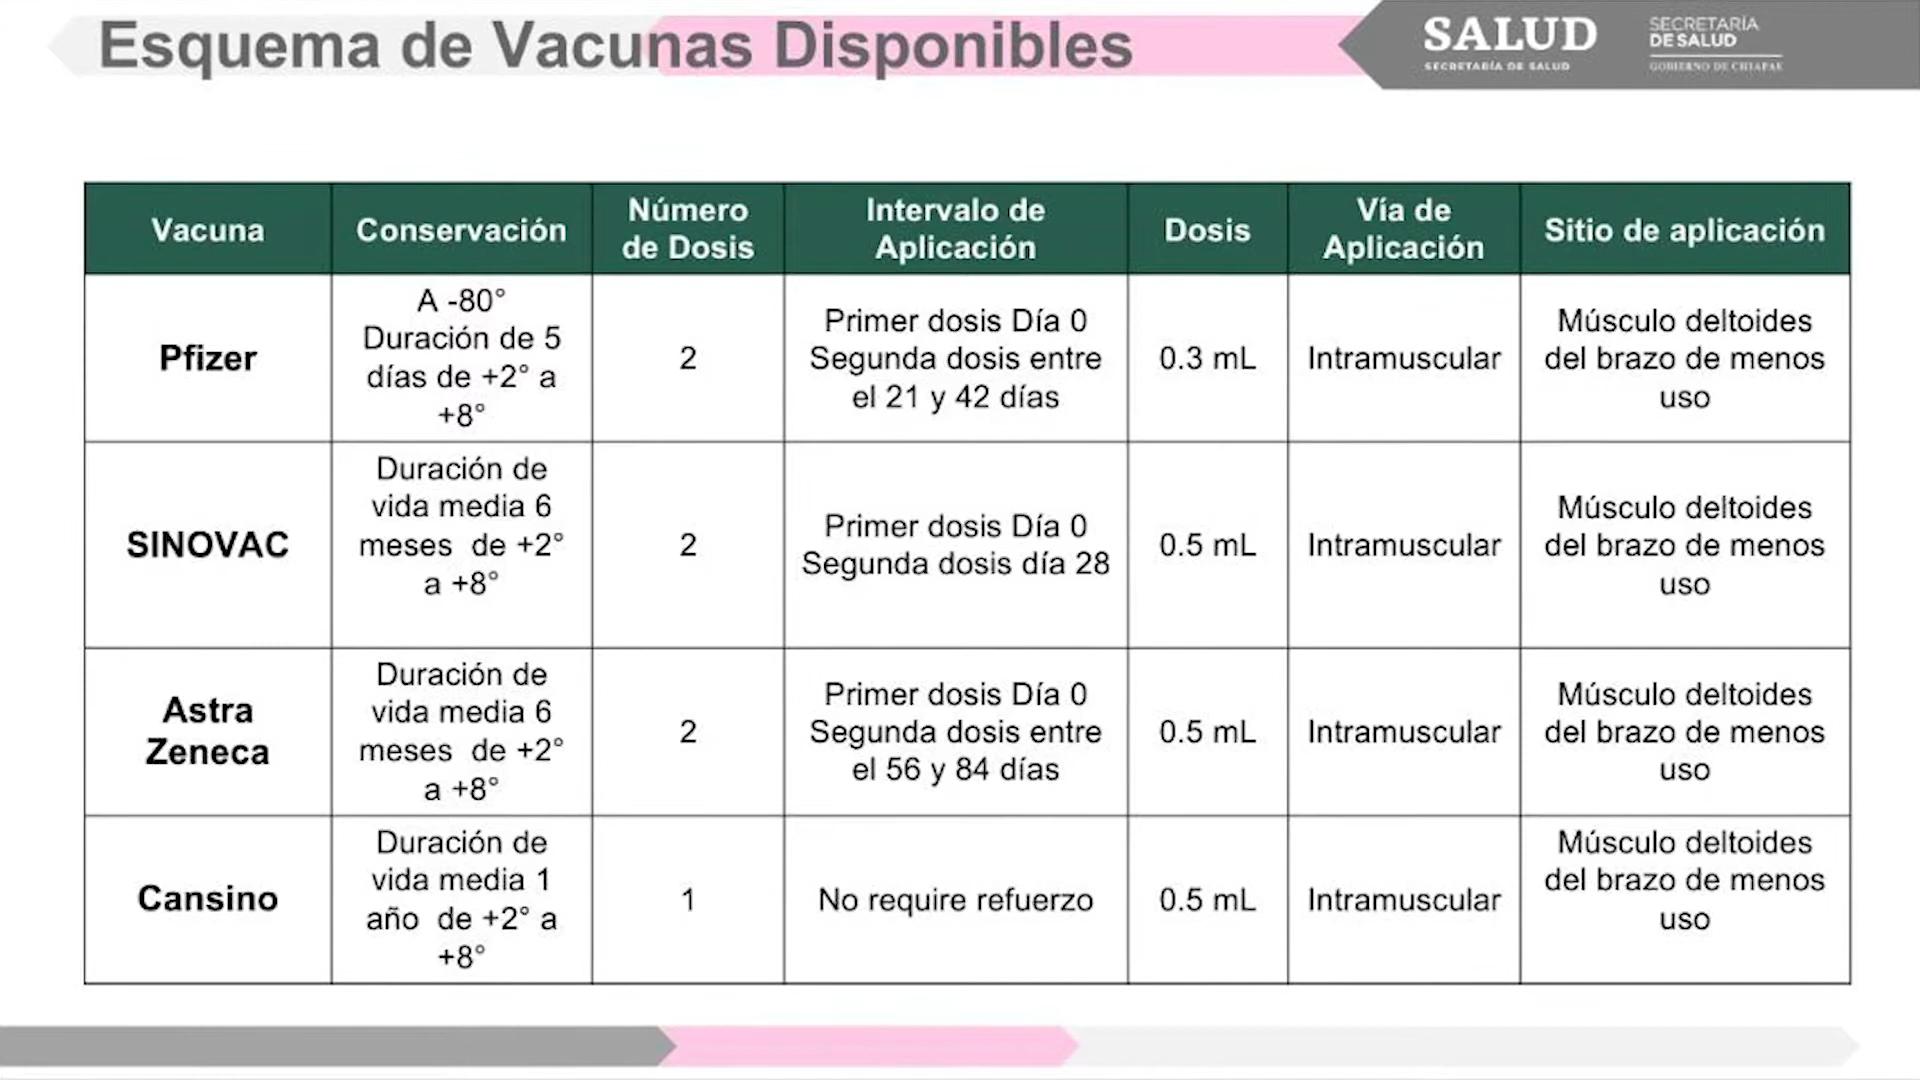 Esquema de Vacunas Disponibles
SALUD
SECRETARÍA DE SALUD
SECRETARÍA
DE SALUD
GOBIERNO DE CHIAPAS
Vacuna
Conservación
Número
de Dosis
Intervalo de
Aplicación
Dosis
Vía de
Aplicación
Sitio de aplicación
Pfizer
A -80°
Duración de 5
días de +2° a
+8°
2
Primer dosis Día 0
Segunda dosis entre
el 21 y 42 días
0.3 mL
Intramuscular
Músculo deltoides
del brazo de menos
uso
SINOVAC
Duración de
vida media 6
meses  de +2°
a +8°
2
Primer dosis Día 0
Segunda dosis día 28
0.5 mL
Intramuscular
Músculo deltoides
del brazo de menos
uso
Astra
Zeneca
Duración de
vida media 6
meses  de +2°
a +8°
2
Primer dosis Día 0
Segunda dosis entre
el 56 y 84 días
0.5 mL
Intramuscular
Músculo deltoides
del brazo de menos
uso
Cansino
Duración de
vida media 1
año  de +2° a
+8°
1
No require refuerzo
0.5 mL
Intramuscular
Músculo deltoides
del brazo de menos
uso